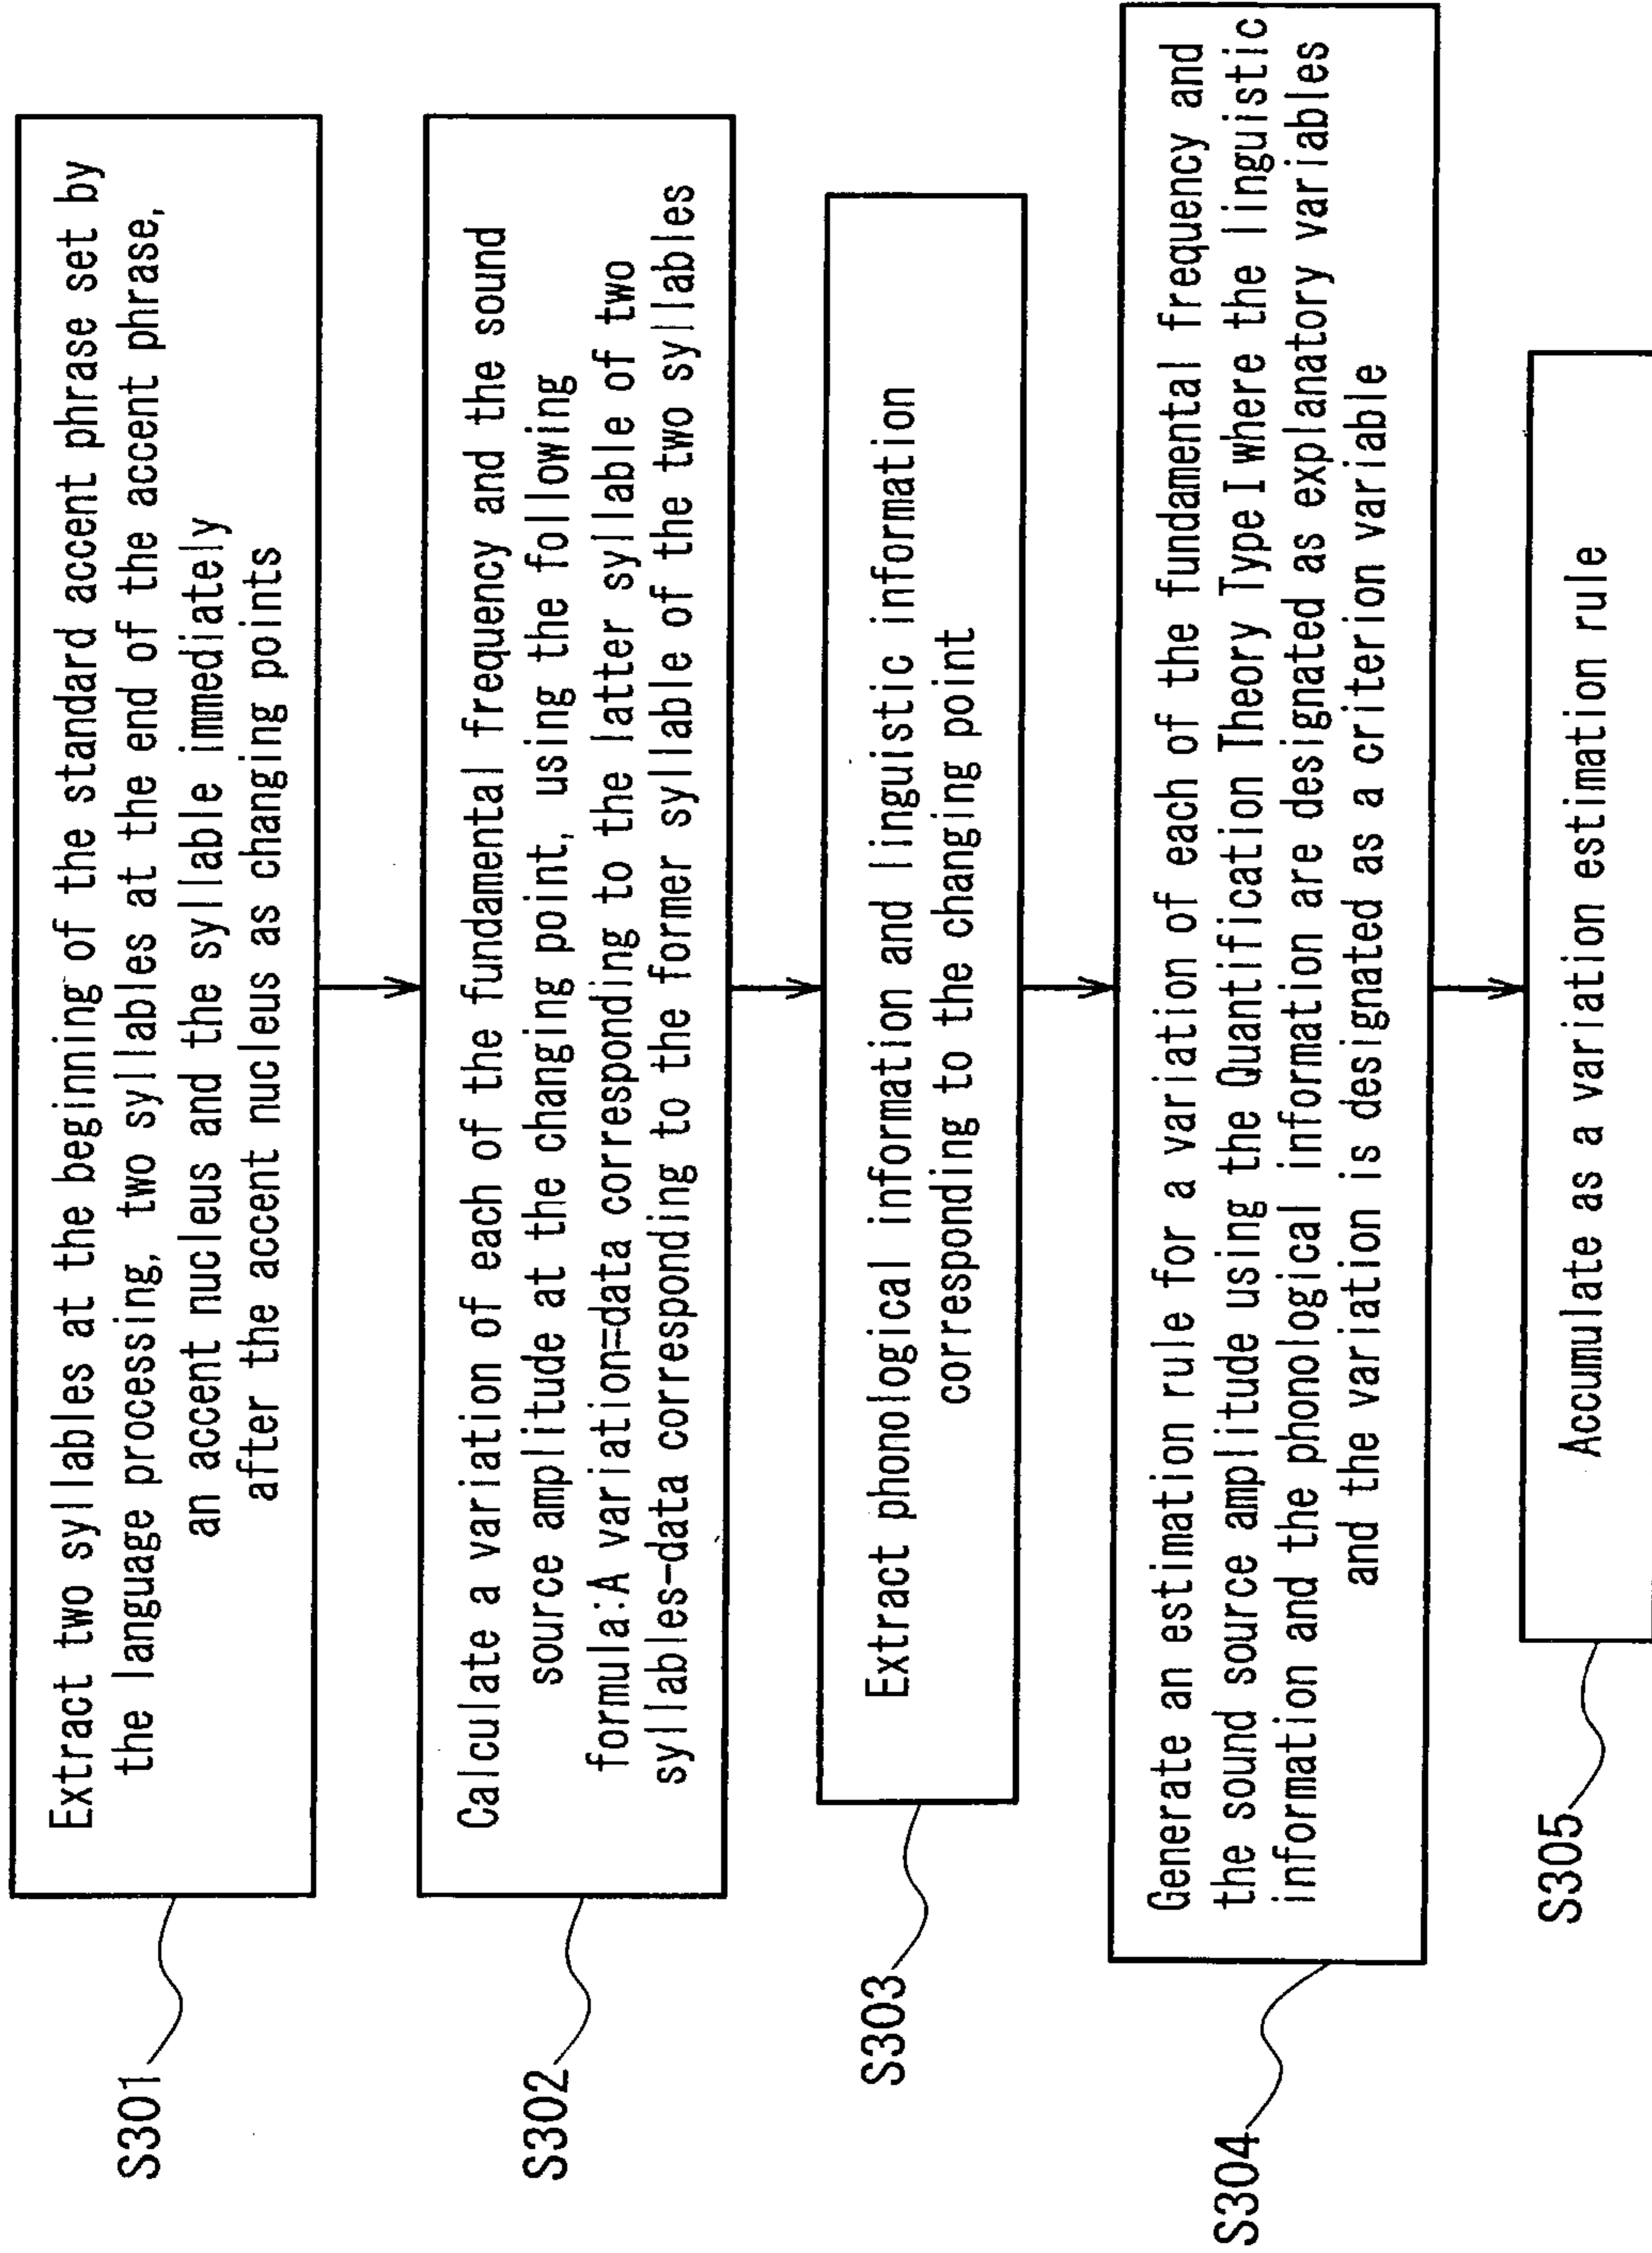 S301
Extract two syllables at the beginning of the standard accent phrase set by
the language processing, two syllables at the end of the accent phrase,
an accent nucleus and the syllable immediately
after the accent nucleus as changing points
S302
Calculate a variation of each of the fundamental frequency and the sound
source amplitude at the changing point, using the following
formula:A variation=data corresponding to the latter syllable of two
syllables-data corresponding to the former syllable of the two syllables
S303
Extract phonological information and linguistic information
corresponding to the changing point
S304
Generate an estimation rule for a variation of each of the fundamental frequency and
the sound source amplitude using the Quantification Theory Type I where the linguistic
information and the phonological information are designated as explanatory variables
and the variation is designated as a criterion variable
S305
Accumulate as a variation estimation rule